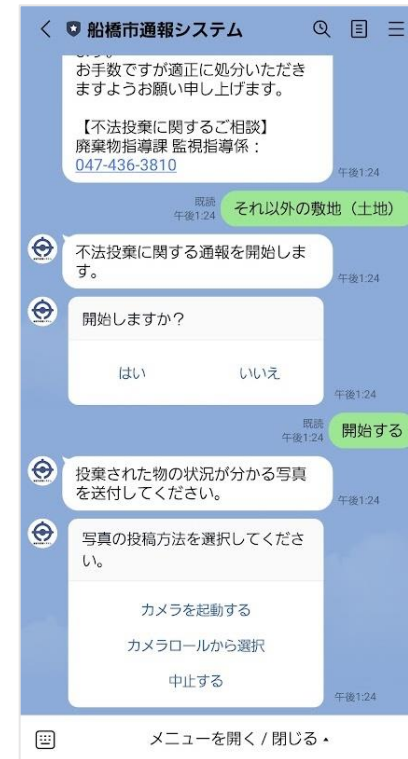 船橋市通報システム
お手数ですが適正に処分いただき
ますようお願い申し上げます。
【不法投棄に関するご相談】
廃棄物指導課 監視指導係：
047-436-3810
午後1:24
既読
午後1:24
それ以外の敷地（土地）
不法投棄に関する通報を開始しま
す。
午後1:24
開始しますか？
はい いいえ
午後1:24
既読
午後1:24
開始する
投棄された物の状況が分かる写真
を送付してください。
午後1:24
写真の投稿方法を選択してくださ
い。
カメラを起動する
カメラロールから選択
中止する
午後1:24
メニューを開く / 閉じる